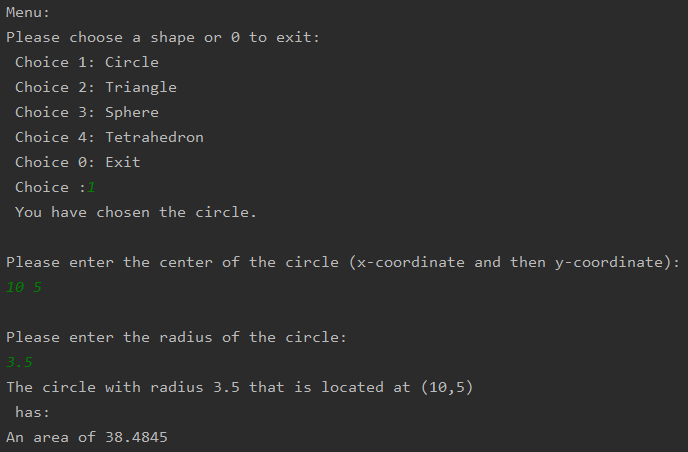 Menu:
Please choose a shape or 0 to exit:
Choice 1: Circle
Choice 2: Triangle
Choice 3: Sphere
Choice 4: Tetrahedron
Choice 0: Exit
Choice :1
You have chosen the circle.
Please enter the center of the circle (x-coordinate and then y-coordinate):
10 5
Please enter the radius of the circle:
3.5
The circle with radius 3.5 that is located at (10,5)
has:
An area of 38.4845